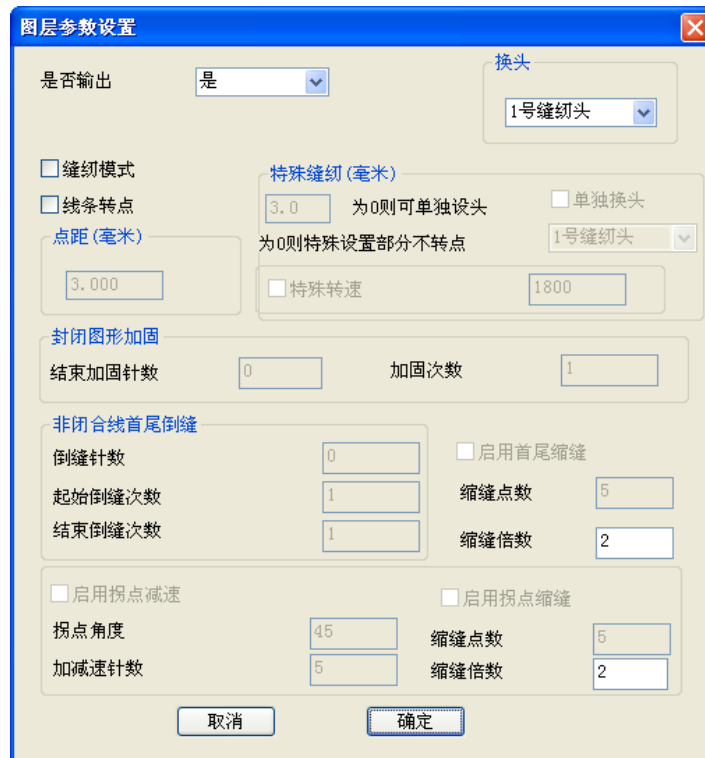 图层参数设置
换头
是否输出 是
1号缝纫头
缝纫模式
特殊缝纫(毫米)
线条转点
3.0 为0则可单独设头 单独换头
点距(毫米)
为0则特殊设置部分不转点 1号缝纫头
3.000
特殊转速 1800
封闭图形加固
结束加固针数 0 加固次数 1
非闭合线首尾倒缝
倒缝针数 0 启用首尾缩缝
起始倒缝次数 1 缩缝点数 5
结束倒缝次数 1 缩缝倍数 2
启用拐点减速 启用拐点缩缝
拐点角度 45 缩缝点数 5
加减速针数 5 缩缝倍数 2
取消 确定